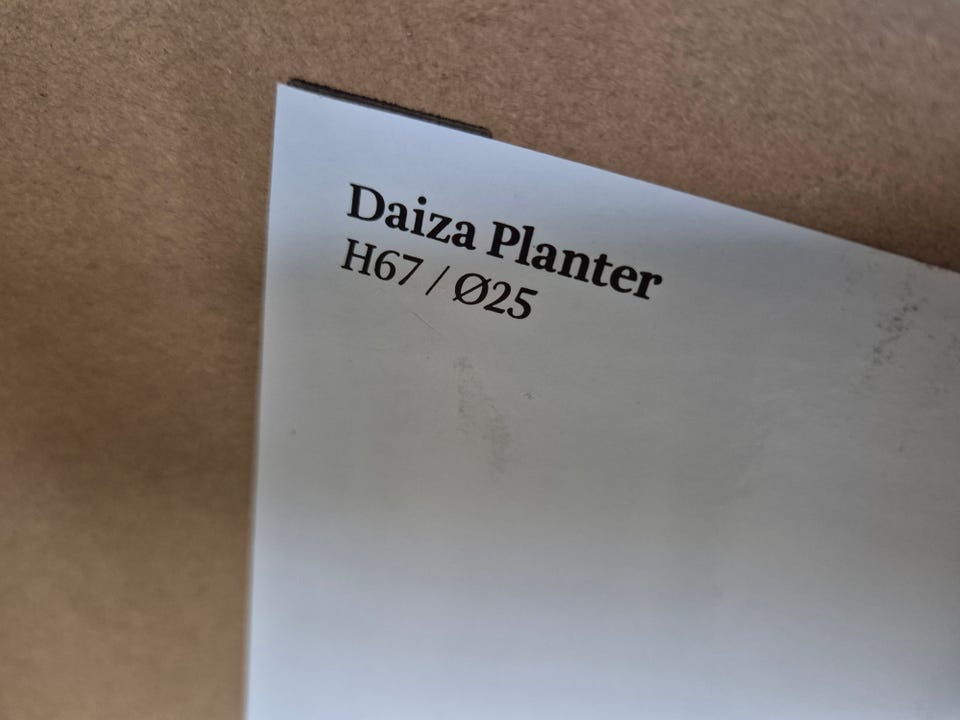 Daiza Planter
H67 / Ø25